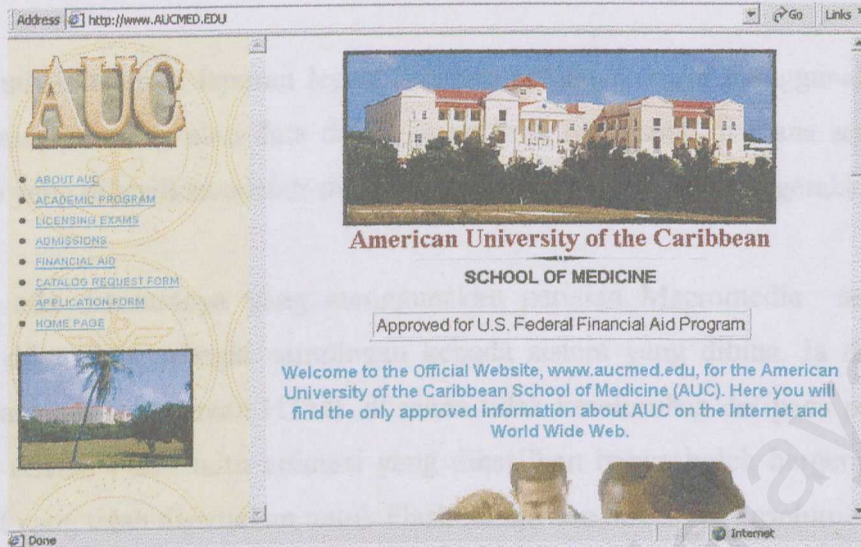 Address http://www.AUCMED.EDU Go Links
AUC
ABOUT AUC
ACADEMIC PROGRAM
LICENSING EXAMS
ADMISSIONS
FINANCIAL AID
CATALOG REQUEST FORM
APPLICATION FORM
HOME PAGE
American University of the Caribbean
SCHOOL OF MEDICINE
Approved for U.S. Federal Financial Aid Program
Welcome to the Official Website, www.aucmed.edu, for the American
University of the Caribbean School of Medicine (AUC). Here you will
find the only approved information about AUC on the Internet and
World Wide Web.
Done Internet